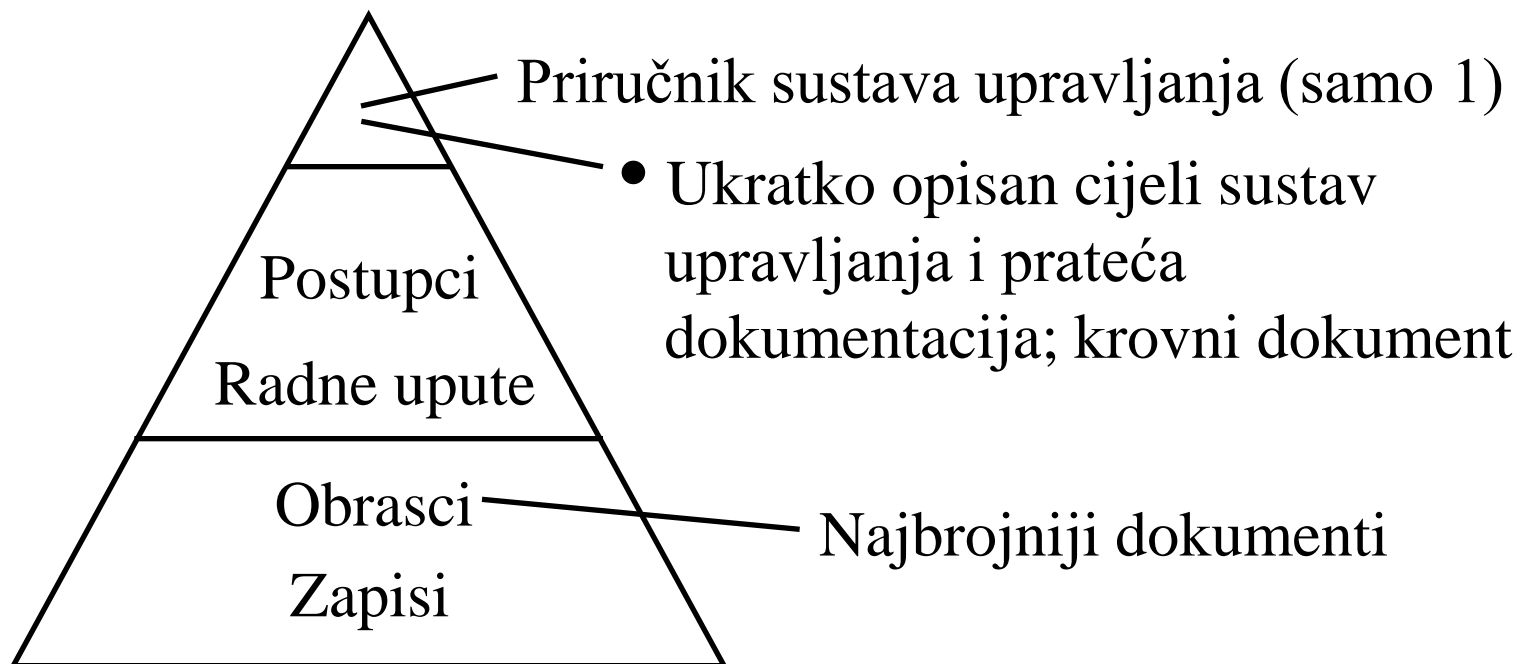 Priručnik sustava upravljanja (samo 1)
• Ukratko opisan cijeli sustav
upravljanja i prateća
dokumentacija; krovni dokument
Postupci
Radne upute
Obrasci
Najbrojniji dokumenti
Zapisi